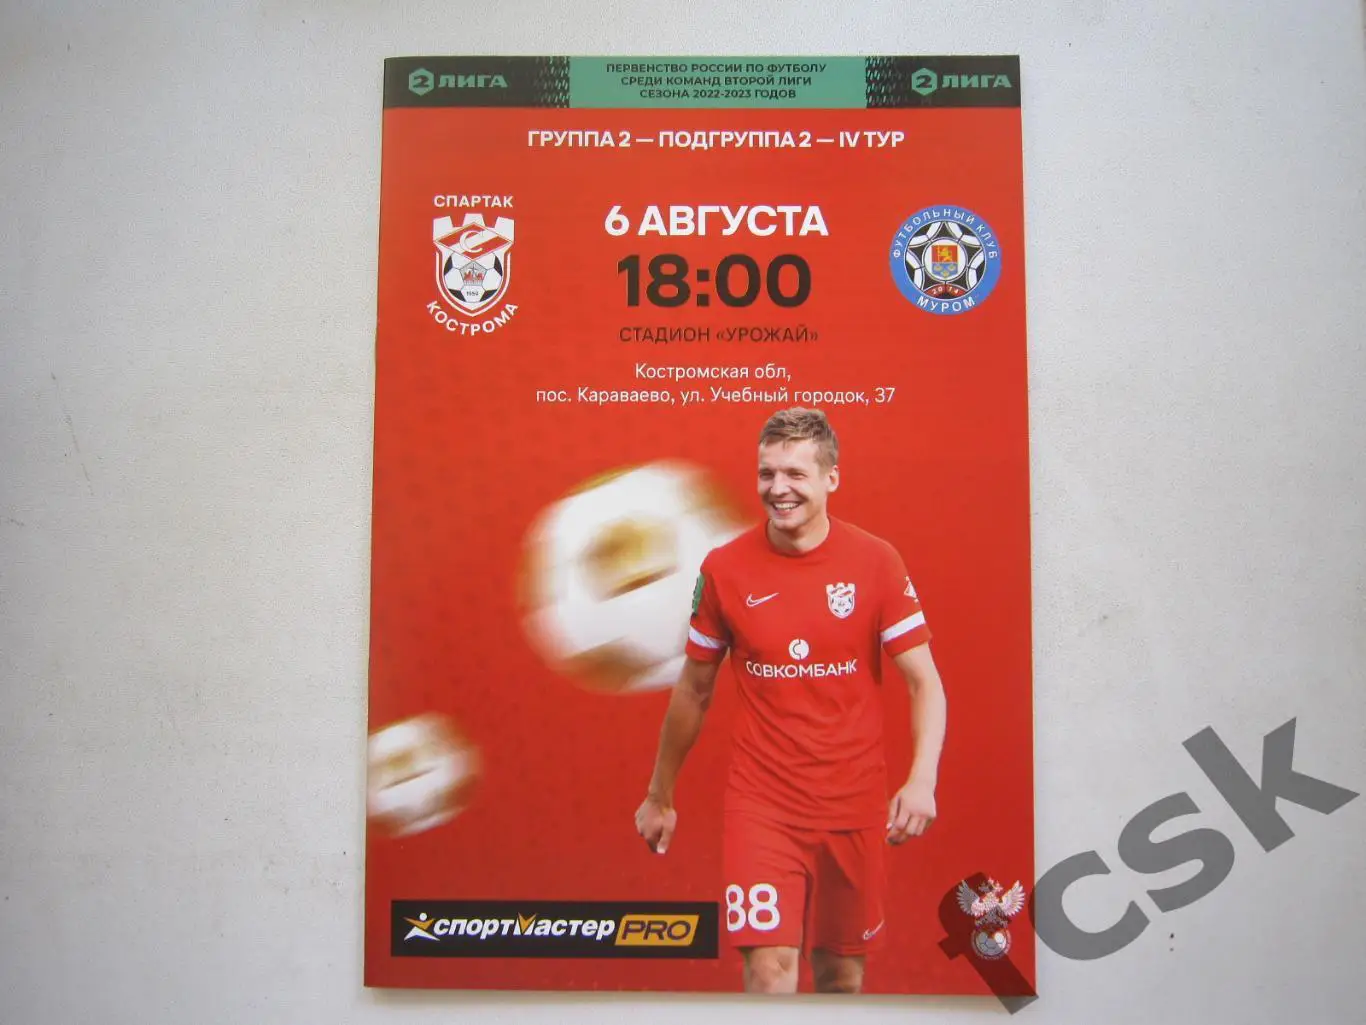 2 ЛИГА
ПЕРВЕНСТВО РОССИИ ПО ФУТБОЛУ
СРЕДИ КОМАНД ВТОРОЙ ЛИГИ
СЕЗОНА 2022-2023 ГОДОВ
2 ЛИГА
ГРУППА 2 — ПОДГРУППА 2 — IV ТУР
СПАРТАК
1959
КОСТРОМА
6 АВГУСТА
18:00
СТАДИОН «УРОЖАЙ»
ФУТБОЛЬНЫЙ КЛУБ
2014
МУРОМ
Костромская обл,
пос. Караваево, ул. Учебный городок, 37
СОВКОМБАНК
88
СПОРТМАСТЕР PRO
fcsk